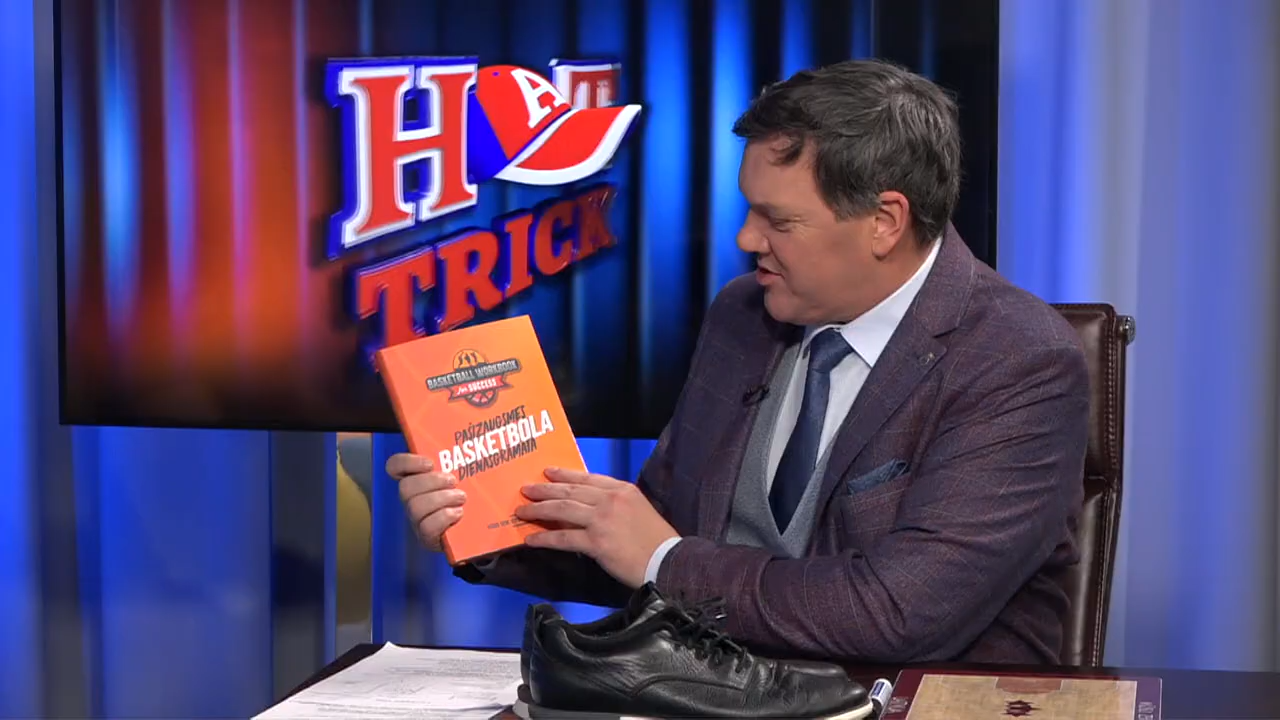 HAT
TRICK
BASKETBALL WORKBOOK
for SUCCESS
PAŠIZAUGSMES
BASKETBOLA
DIENASGRĀMATA